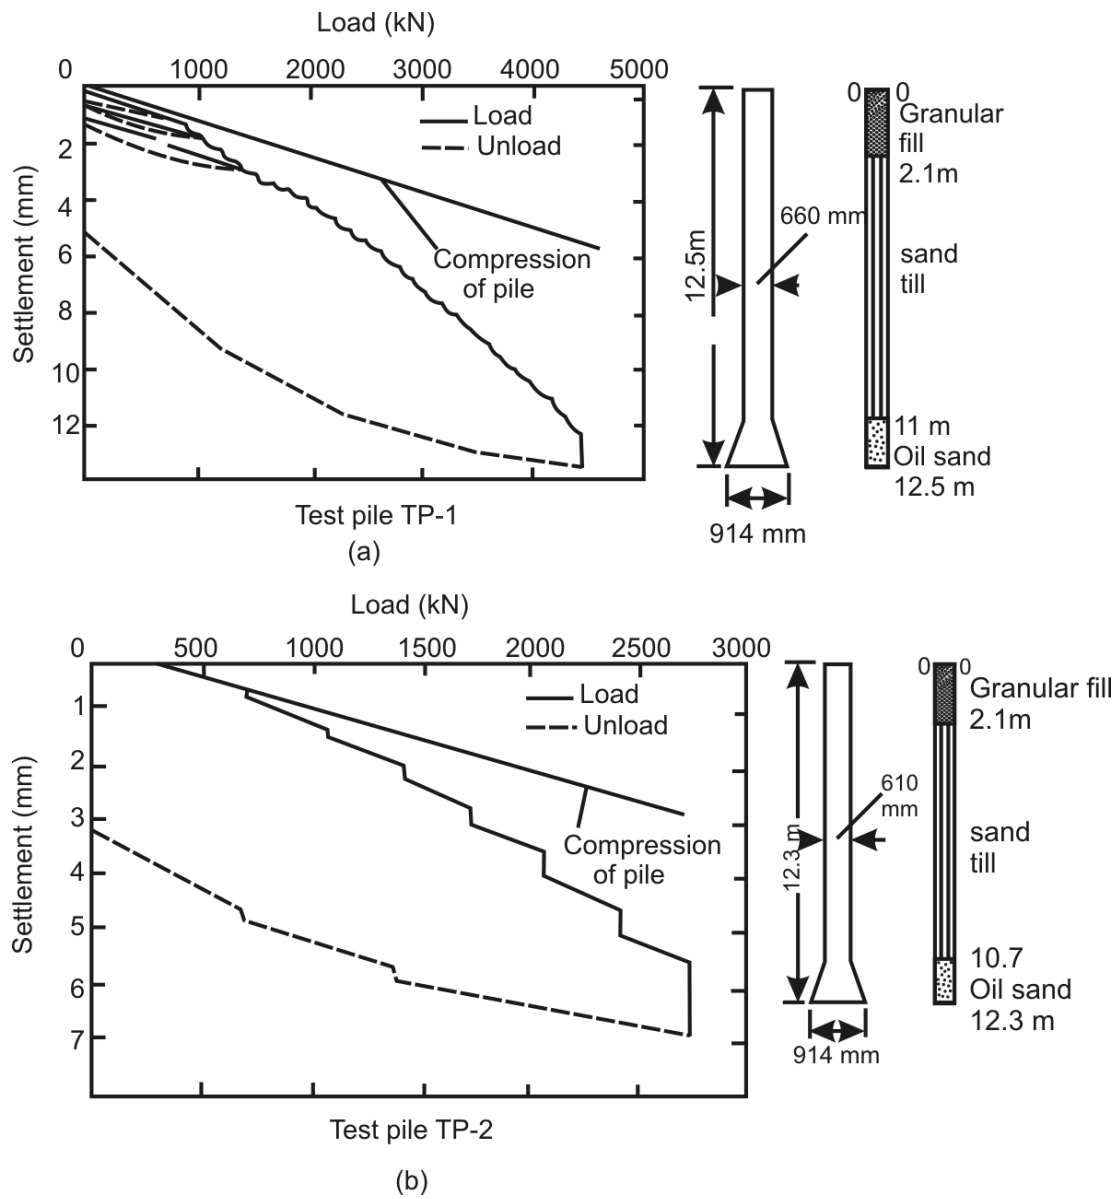 Load (kN)
0 1000 2000 3000 4000 5000
Load
Unload
2
4
6
8
10
12
Settlement (mm)
Compression
of pile
Test pile TP-1
(a)
12.5m
660 mm
914 mm
0 0
Granular
fill
2.1m
sand
till
11 m
Oil sand
12.5 m
Load (kN)
0 500 1000 1500 2000 2500 3000
Load
Unload
1
2
3
4
5
6
7
Settlement (mm)
Compression
of pile
Test pile TP-2
(b)
12.3 m
610
mm
914 mm
0 0
Granular fill
2.1m
sand
till
10.7
Oil sand
12.3 m